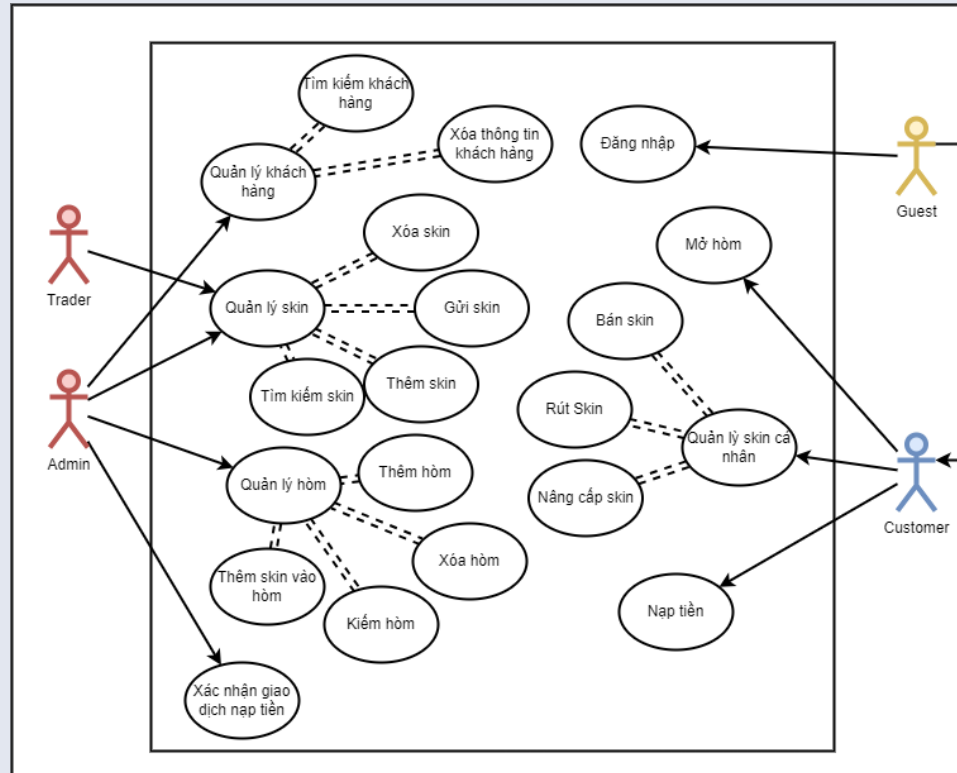 Tìm kiếm khách
hàng
Xóa thông tin
khách hàng
Đăng nhập
Quản lý khách
hàng
Guest
Xóa skin
Mở hòm
Trader
Quản lý skin
Gửi skin
Bán skin
Tìm kiếm skin
Thêm skin
Rút Skin
Admin
Quản lỳ skin cá
nhân
Quản lý hòm
Thêm hòm
Nâng cấp skin
Customer
Thêm skin vào
hòm
Xóa hòm
Kiếm hòm
Nạp tiền
Xác nhận giao
dịch nạp tiền